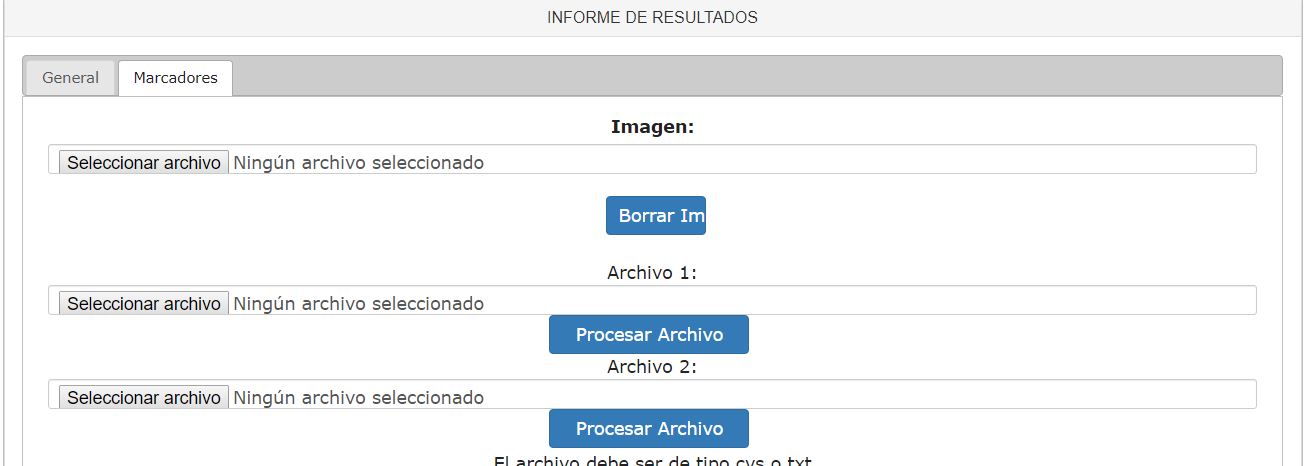 INFORME DE RESULTADOS
General Marcadores
Imagen:
Seleccionar archivo Ningún archivo seleccionado
Borrar Im
Archivo 1:
Seleccionar archivo Ningún archivo seleccionado
Procesar Archivo
Archivo 2:
Seleccionar archivo Ningún archivo seleccionado
Procesar Archivo
El archivo debe ser de tipo cvs o txt